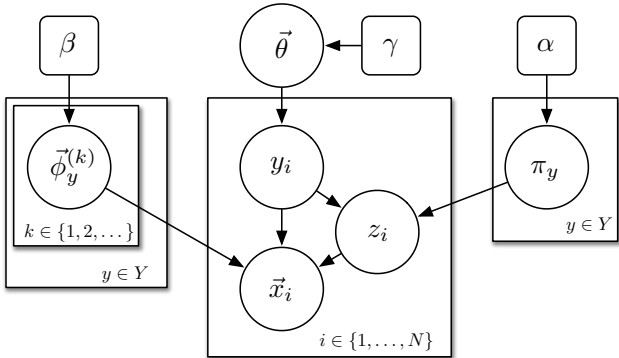 β
θ⃗
γ
α
ϕ⃗_y^(k)
y_i
π_y
z_i
k ∈ {1, 2, . . .}
y ∈ Y
y ∈ Y
x⃗_i
i ∈ {1, . . . , N}